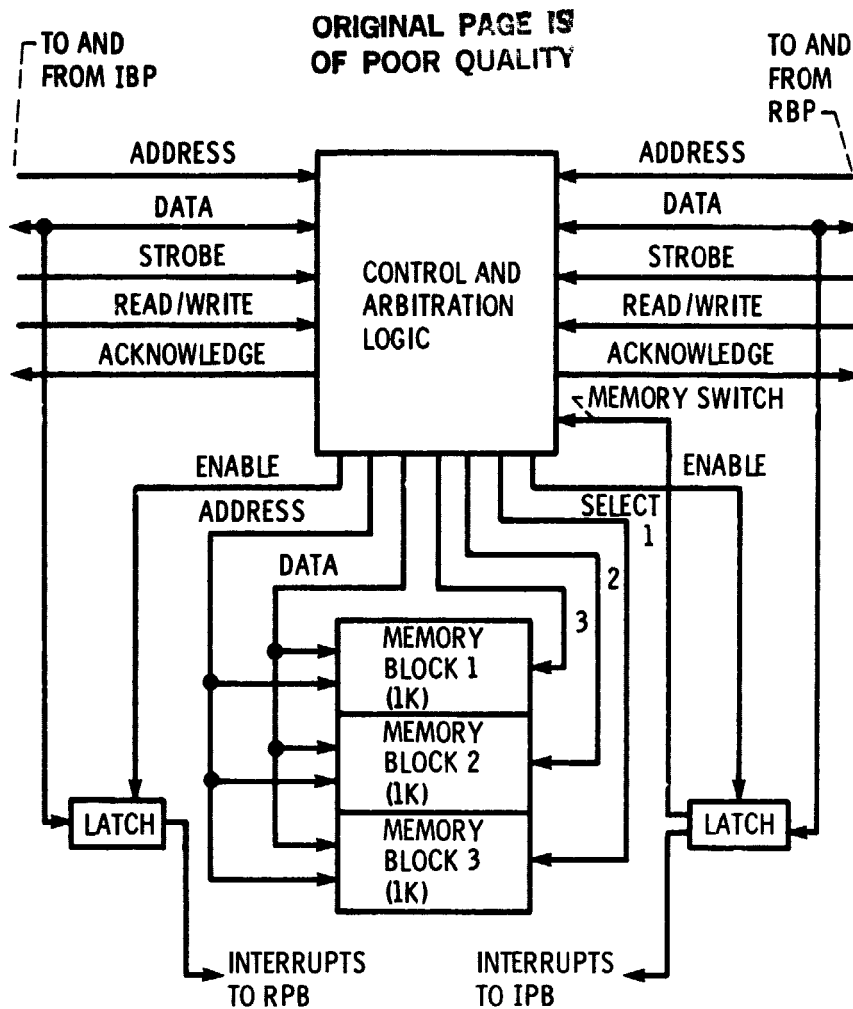 ORIGINAL PAGE IS
OF POOR QUALITY
TO AND
FROM IBP
TO AND
FROM
RBP
ADDRESS
ADDRESS
DATA
DATA
STROBE
STROBE
READ/WRITE
READ/WRITE
ACKNOWLEDGE
ACKNOWLEDGE
CONTROL AND
ARBITRATION
LOGIC
MEMORY SWITCH
ENABLE
ENABLE
ADDRESS
SELECT
1
DATA
2
3
MEMORY
BLOCK 1
(1K)
MEMORY
BLOCK 2
(1K)
MEMORY
BLOCK 3
(1K)
LATCH
LATCH
INTERRUPTS
TO RPB
INTERRUPTS
TO IPB